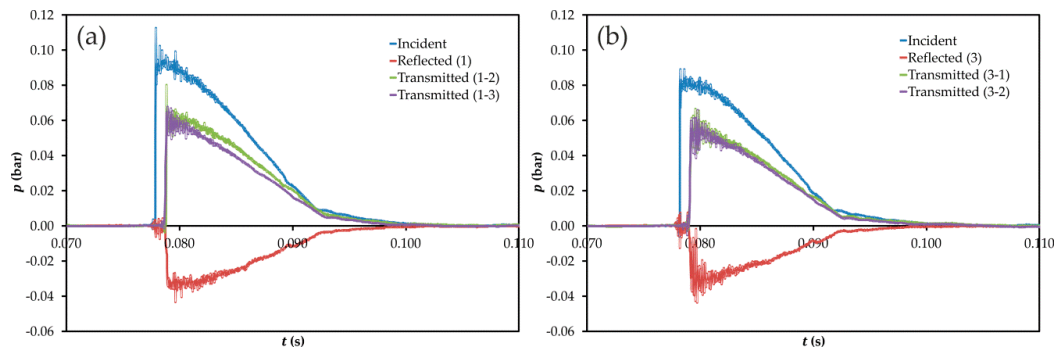 (a)
Incident
Reflected (1)
Transmitted (1-2)
Transmitted (1-3)
0.12
0.10
0.08
0.06
0.04
0.02
0.00
-0.02
-0.04
-0.06
p (bar)
0.070
0.080
0.090
0.100
0.110
t (s)
(b)
Incident
Reflected (3)
Transmitted (3-1)
Transmitted (3-2)
0.12
0.10
0.08
0.06
0.04
0.02
0.00
-0.02
-0.04
-0.06
p (bar)
0.070
0.080
0.090
0.100
0.110
t (s)